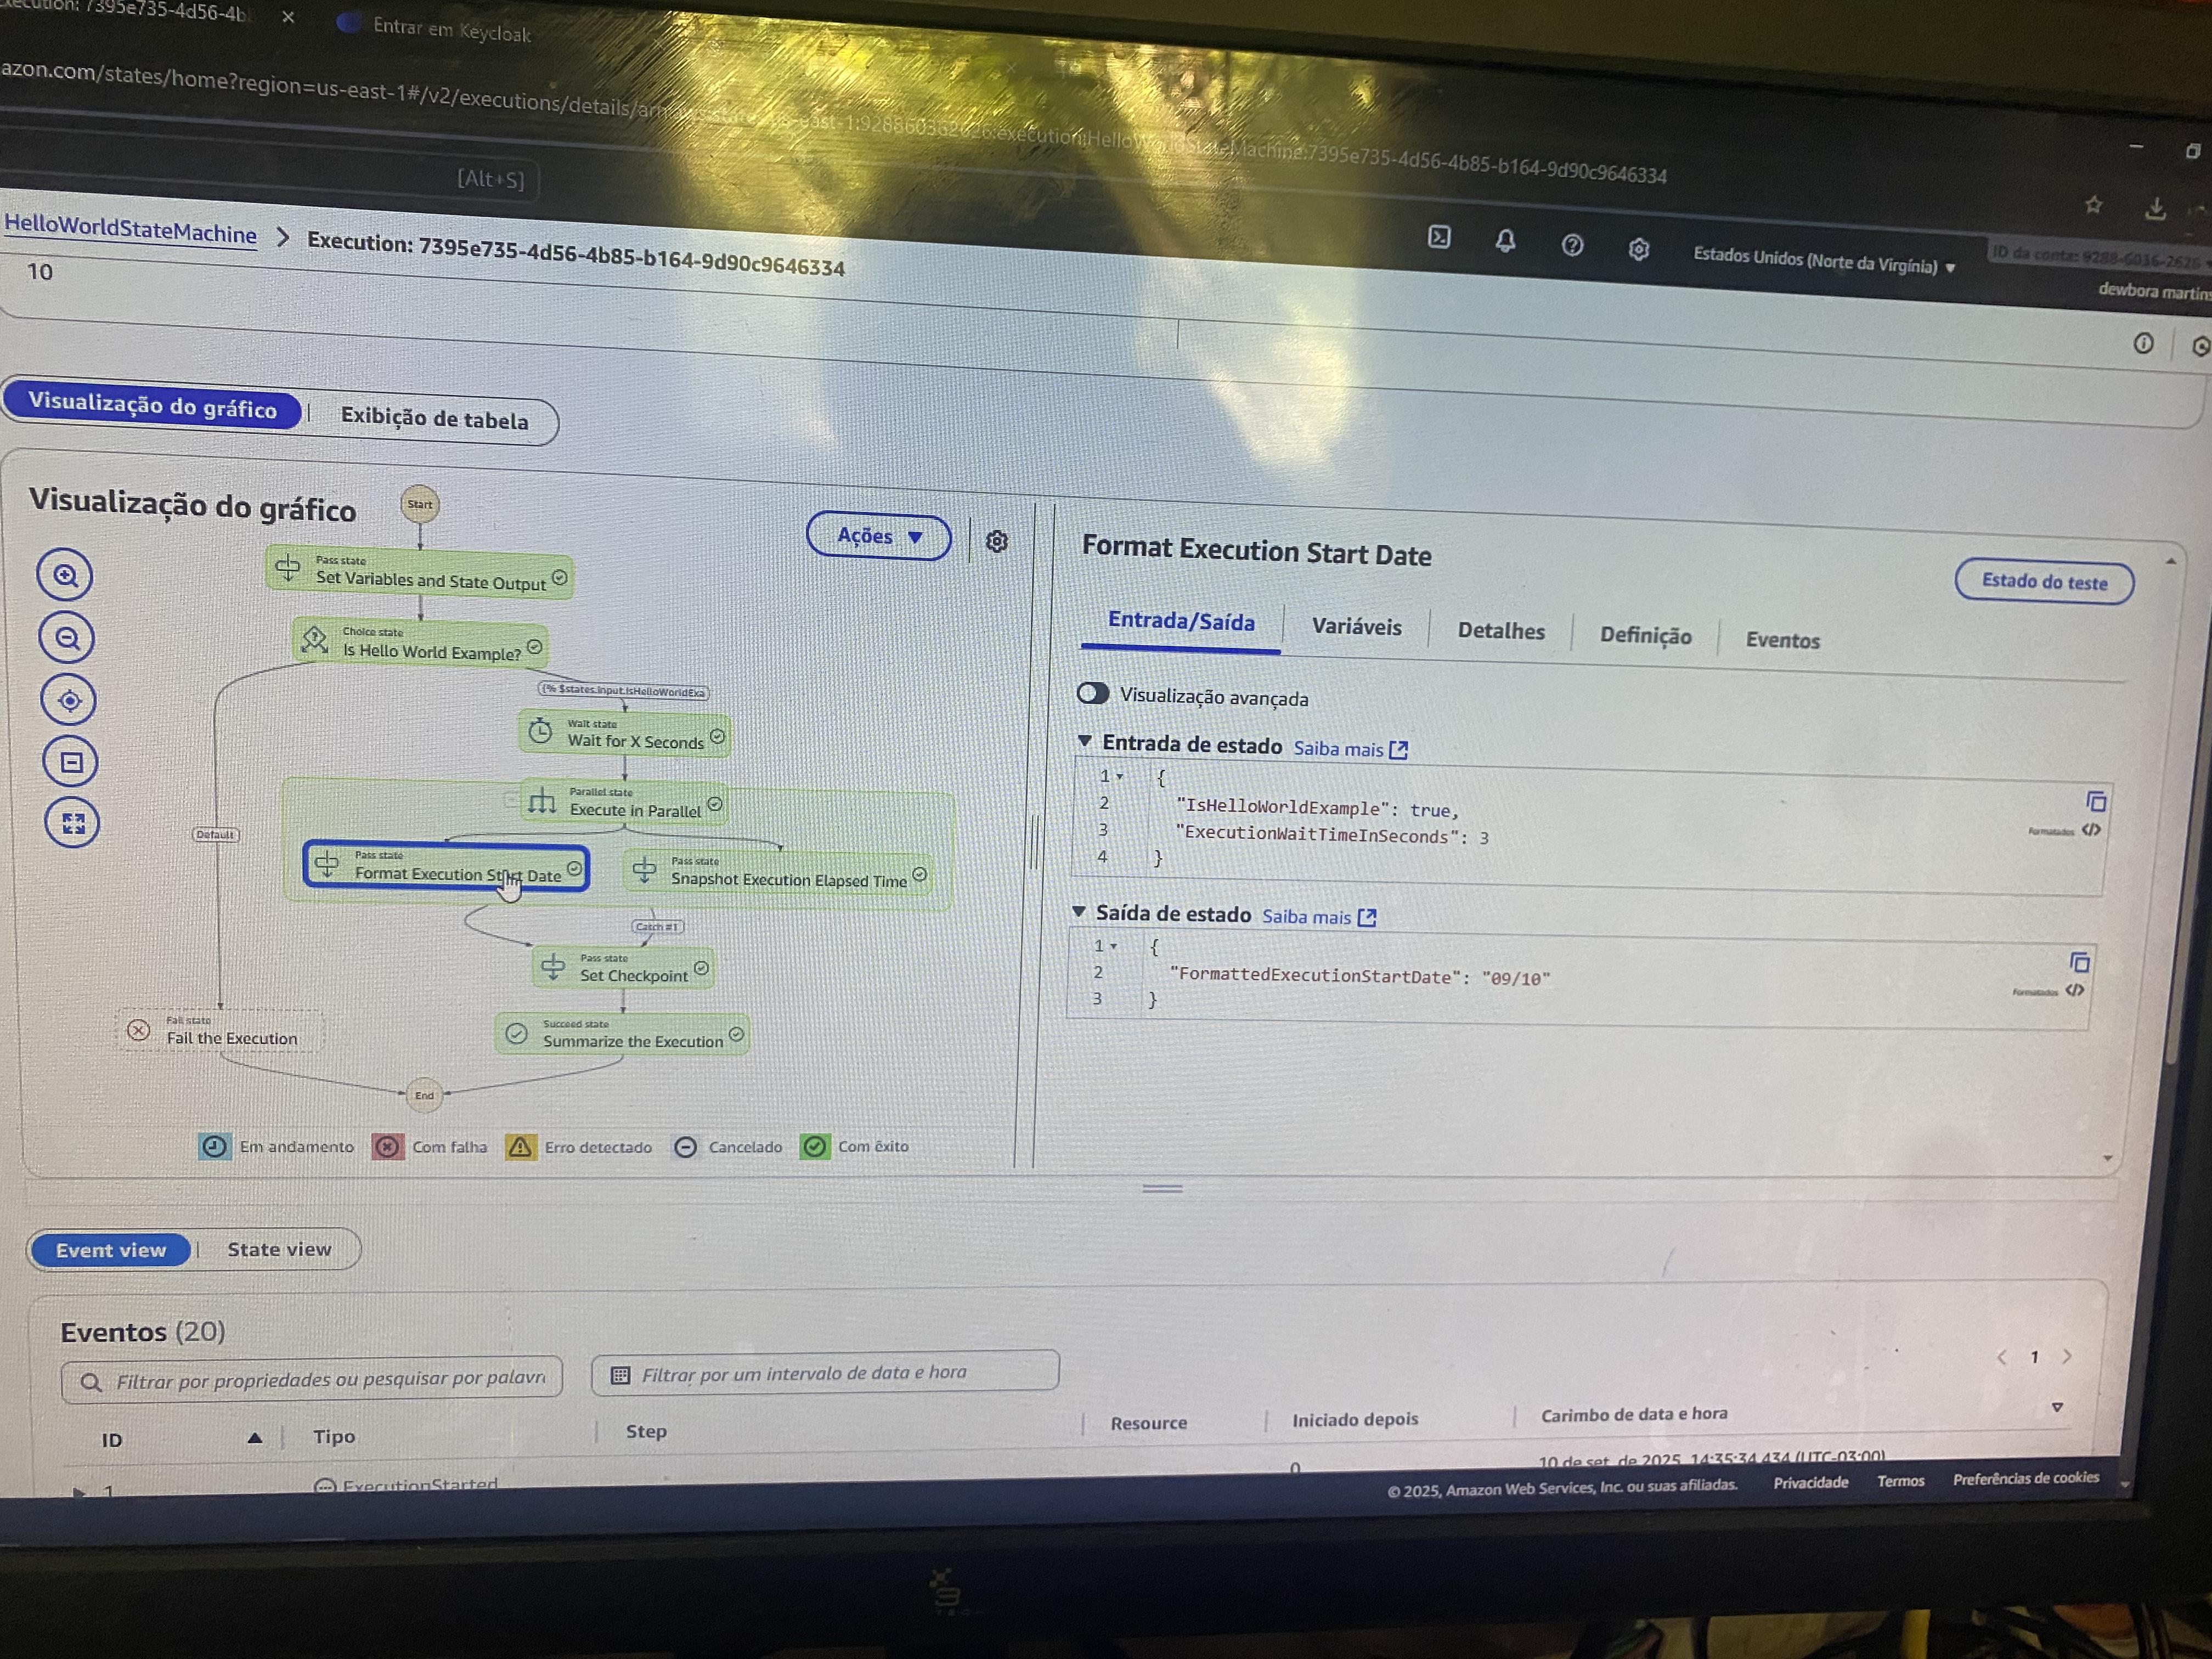 xecution: 7395e735-4d56-4b
Entrar em Keycloak
azon.com/states/home?region=us-east-1#/v2/executions/details/arn east-1:928860362626:execution:HelloWorldStateMachine:7395e735-4d56-4b85-b164-9d90c9646334
[Alt+S]
Estados Unidos (Norte da Virgínia)
ID da conta: 9288-6036-2626
dewbora martins
HelloWorldStateMachine > Execution: 7395e735-4d56-4b85-b164-9d90c9646334
10
Visualização do gráfico
Exibição de tabela
Visualização do gráfico
Ações
Start
Pass state
Set Variables and State Output
Choice state
Is Hello World Example?
{% $states.input.IsHelloWorldExa
Wait state
Wait for X Seconds
Parallel state
Execute in Parallel
Default
Pass state
Format Execution Start Date
Pass state
Snapshot Execution Elapsed Time
Catch #1
Pass state
Set Checkpoint
Fail state
Fail the Execution
Succeed state
Summarize the Execution
End
Em andamento
Com falha
Erro detectado
Cancelado
Com êxito
Format Execution Start Date
Estado do teste
Entrada/Saída
Variáveis
Detalhes
Definição
Eventos
Visualização avançada
Entrada de estado Saiba mais
1 {
2 "IsHelloWorldExample": true,
3 "ExecutionWaitTimeInSeconds": 3
4 }
Formatados </>
Saída de estado Saiba mais
1 {
2 "FormattedExecutionStartDate": "09/10"
3 }
Formatados </>
Event view
State view
Eventos (20)
Filtrar por propriedades ou pesquisar por palavr
Filtrar por um intervalo de data e hora
< 1 >
ID
Tipo
Step
Resource
Iniciado depois
Carimbo de data e hora
1
ExecutionStarted
0
10 de set. de 2025, 14:35:34.434 (UTC-03:00)
© 2025, Amazon Web Services, Inc. ou suas afiliadas.
Privacidade
Termos
Preferências de cookies